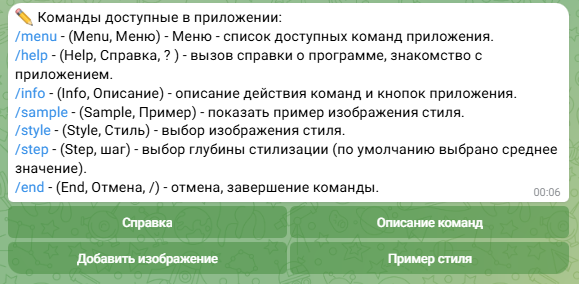 ✏️ Команды доступные в приложении:
/menu - (Menu, Меню) - Меню - список доступных команд приложения.
/help - (Help, Справка, ? ) - вызов справки о программе, знакомство с
приложением.
/info - (Info, Описание) - описание действия команд и кнопок приложения.
/sample - (Sample, Пример) - показать пример изображения стиля.
/style - (Style, Стиль) - выбор изображения стиля.
/step - (Step, шаг) - выбор глубины стилизации (по умолчанию выбрано среднее
значение).
/end - (End, Отмена, /) - отмена, завершение команды.
00:06
Справка
Описание команд
Добавить изображение
Пример стиля